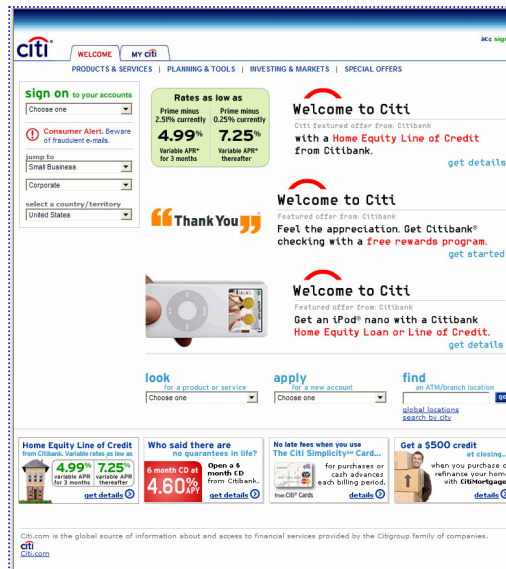 citi
WELCOME
MY citi
PRODUCTS & SERVICES | PLANNING & TOOLS | INVESTING & MARKETS | SPECIAL OFFERS
sign on to your accounts
Choose one
Consumer Alert. Beware
of fraudulent e-mails.
jump to
Small Business
Corporate
select a country/territory
United States
Rates as low as
Prime minus
2.51% currently
4.99%
Variable APR*
for 3 months
Prime minus
0.25% currently
7.25%
Variable APR*
thereafter
Welcome to Citi
Citi featured offer from: Citibank
with a Home Equity Line of Credit
from Citibank.
get details
“Thank You”
Welcome to Citi
Featured offer from: Citibank
Feel the appreciation. Get Citibank®
checking with a free rewards program.
get started
Welcome to Citi
Featured offer from: Citibank
Get an iPod® nano with a Citibank
Home Equity Loan or Line of Credit.
get details
look
for a product or service
Choose one
apply
for a new account
Choose one
find
an ATM/branch location
go
global locations
search by city
Home Equity Line of Credit
from Citibank. Variable rates as low as
4.99% 7.25%
variable APR variable APR
for 3 months thereafter
get details
Who said there are
no guarantees in life?
6 month CD at
4.60% APY
Open a 6
month CD
from Citibank.
get details
No late fees when you use
The Citi Simplicity℠ Card...
for purchases or
cash advances
each billing period.
from Citi® Cards
get details
Get a $500 credit
at closing...
when you purchase o
refinance your hom
with CitiMortgage
get details
Citi.com is the global source of information about and access to financial services provided by the Citigroup family of companies.
citi
Citi.com